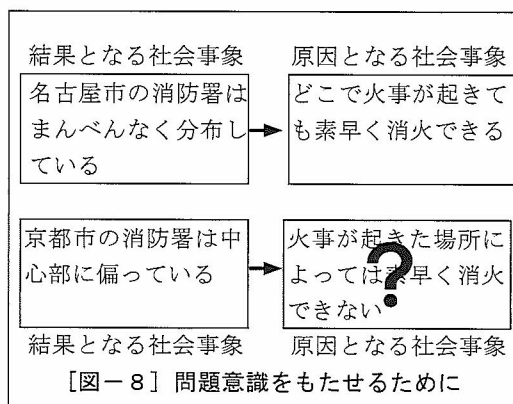 結果となる社会事象
原因となる社会事象
名古屋市の消防署は
まんべんなく分布し
ている
どこで火事が起きて
も素早く消火できる
京都市の消防署は中
心部に偏っている
火事が起きた場所に
よっては素早く消火
できない
?
結果となる社会事象
原因となる社会事象
[図-8] 問題意識をもたせるために